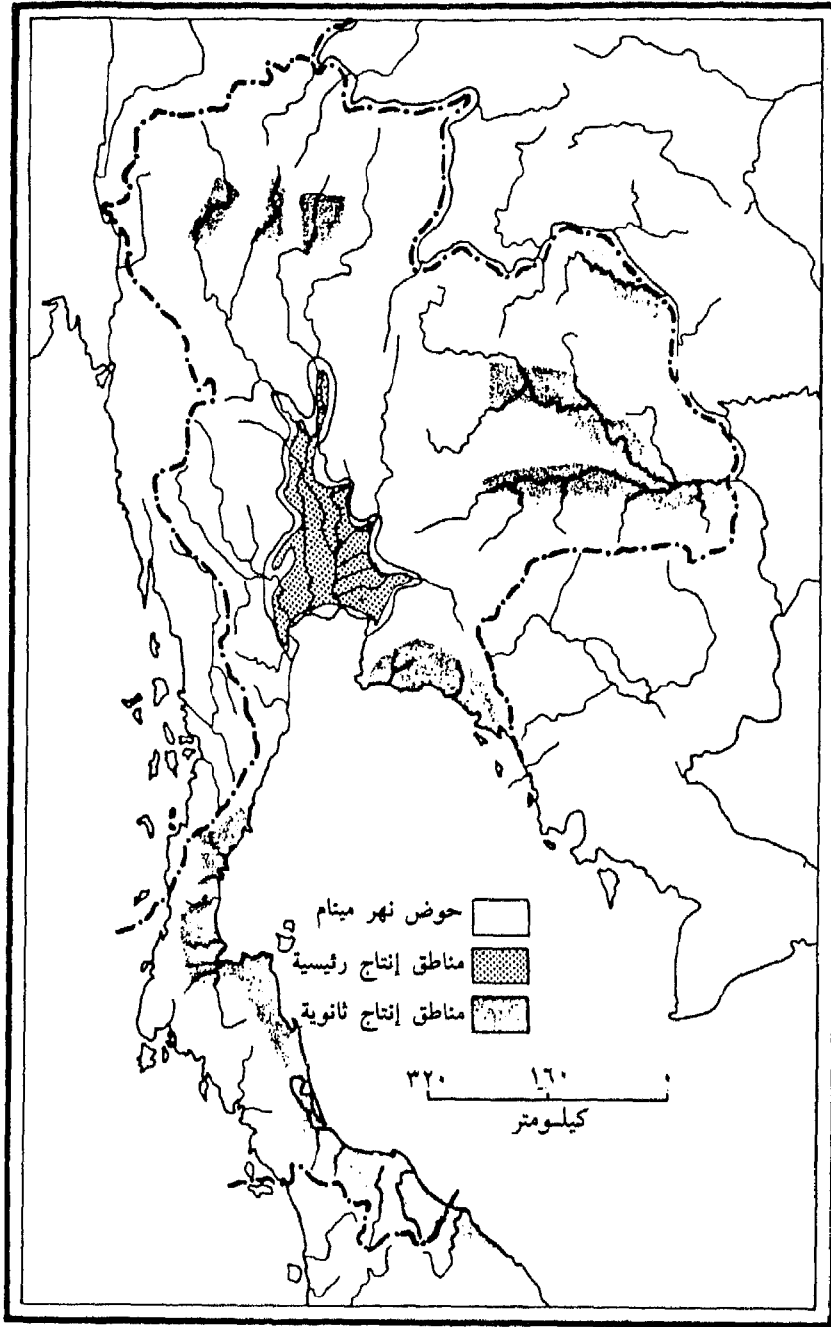 حوض نهر مينام
مناطق إنتاج رئيسية
مناطق إنتاج ثانوية
٣٢٠ ١٦٠ ٠
كيلومتر